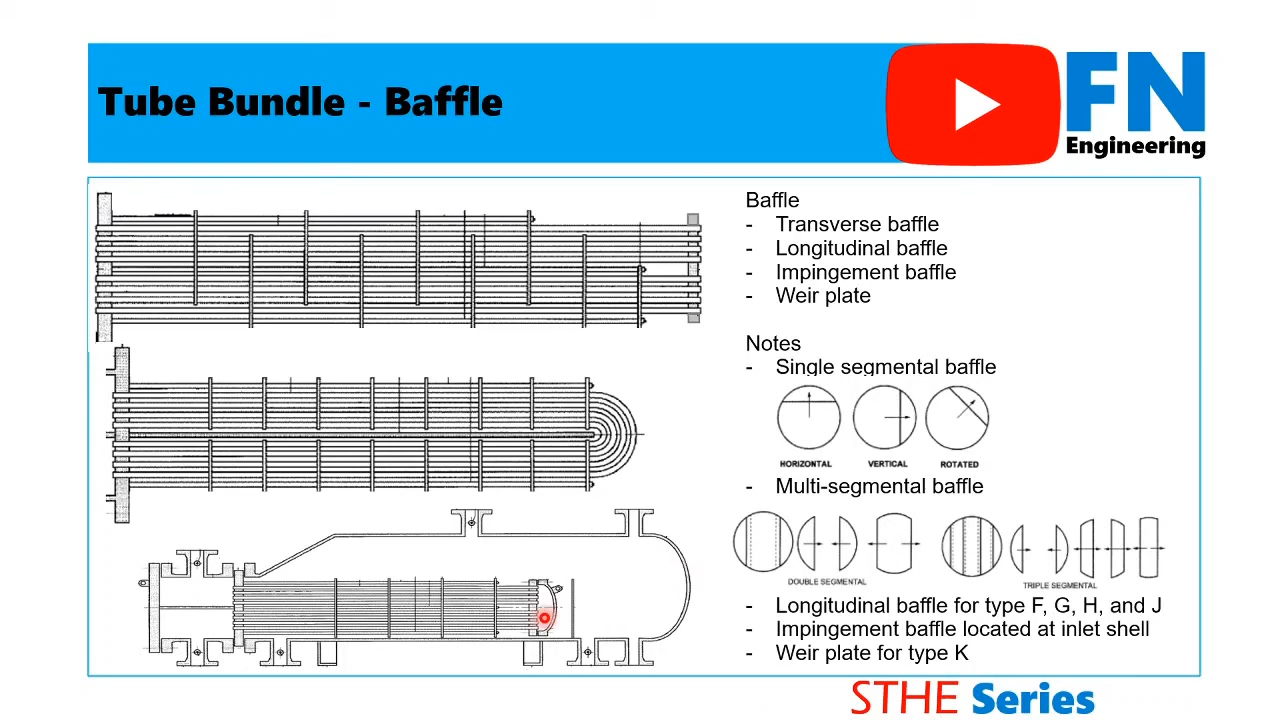 Tube Bundle - Baffle
FN
Engineering
Baffle
- Transverse baffle
- Longitudinal baffle
- Impingement baffle
- Weir plate
Notes
- Single segmental baffle
HORIZONTAL VERTICAL ROTATED
- Multi-segmental baffle
DOUBLE SEGMENTAL TRIPLE SEGMENTAL
- Longitudinal baffle for type F, G, H, and J
- Impingement baffle located at inlet shell
- Weir plate for type K
STHE Series